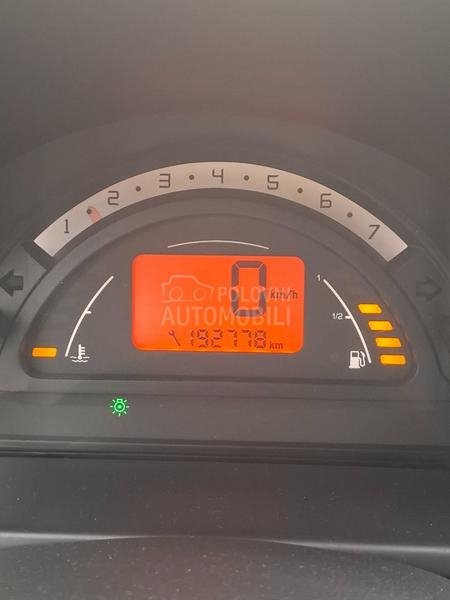 1 2 3 4 5 6 7
0 km/h
POLOVNI
AUTOMOBILI
192778 km
1
1/2